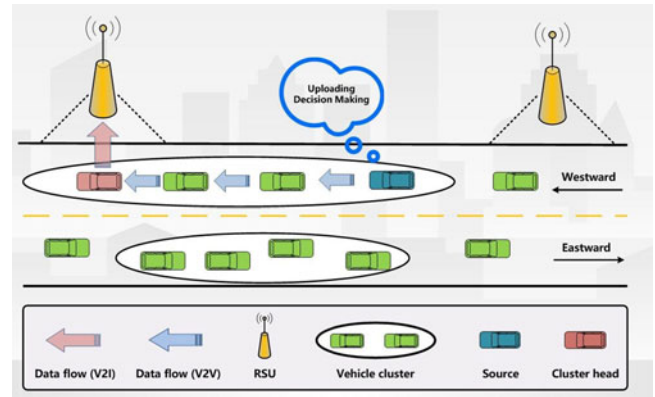 Uploading
Decision Making
Westward
Eastward
Data flow (V2I)
Data flow (V2V)
RSU
Vehicle cluster
Source
Cluster head